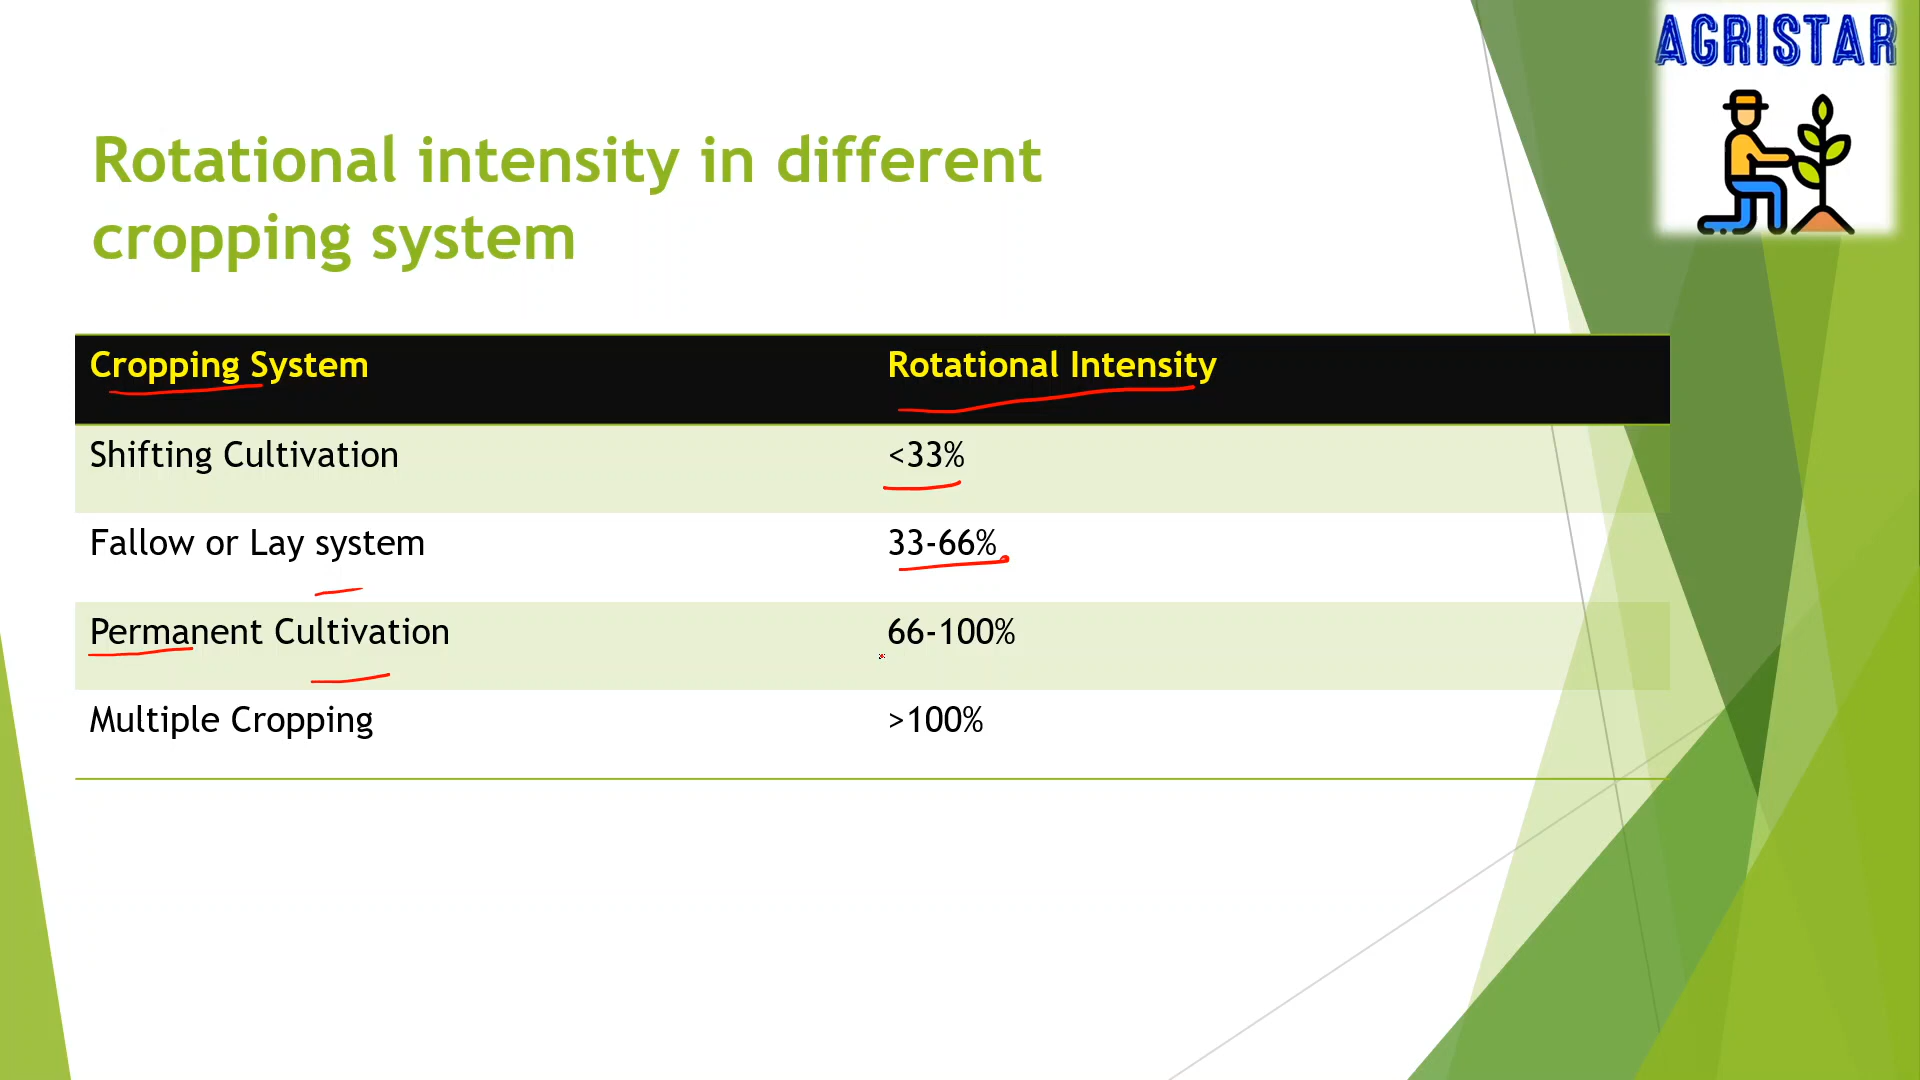 AGRISTAR
Rotational intensity in different
cropping system
Cropping System Rotational Intensity
Shifting Cultivation <33%
Fallow or Lay system 33-66%
Permanent Cultivation 66-100%
Multiple Cropping >100%